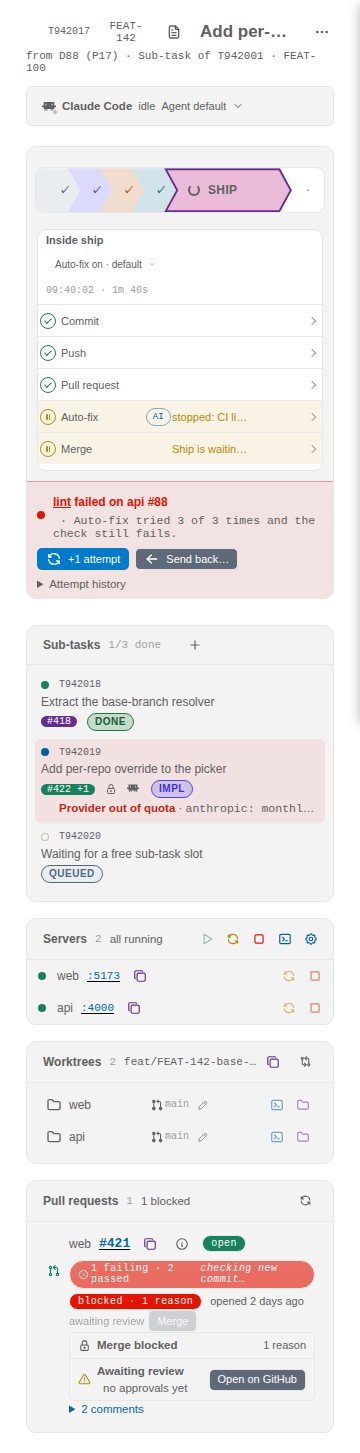 T942017 FEAT-142 Add per-… ···
from D88 (P17) · Sub-task of T942001 · FEAT-100
Claude Code idle Agent default
✓ ✓ ✓ ✓ SHIP ·
Inside ship
Auto-fix on · default
09:40:02 · 1m 40s
Commit
Push
Pull request
Auto-fix AI stopped: CI li…
Merge Ship is waitin…
lint failed on api #88
· Auto-fix tried 3 of 3 times and the
check still fails.
+1 attempt Send back…
Attempt history
Sub-tasks 1/3 done
T942018
Extract the base-branch resolver
#418 DONE
T942019
Add per-repo override to the picker
#422 +1 IMPL
Provider out of quota · anthropic: monthl…
T942020
Waiting for a free sub-task slot
QUEUED
Servers 2 all running
web :5173
api :4000
Worktrees 2 feat/FEAT-142-base-…
web main
api main
Pull requests 1 1 blocked
web #421 open
1 failing · 2 passed checking new commit…
blocked · 1 reason opened 2 days ago
awaiting review Merge
Merge blocked 1 reason
Awaiting review
no approvals yet Open on GitHub
2 comments